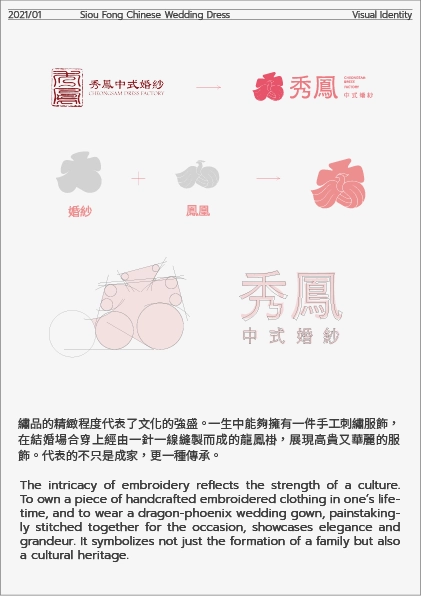 2021/01 Siou Fong Chinese Wedding Dress Visual Identity
秀鳳中式婚紗
CHEONGSAM DRESS FACTORY
秀鳳
CHEONGSAM
DRESS
FACTORY
中式婚紗
婚紗
鳳凰
秀鳳
中式婚紗
繡品的精緻程度代表了文化的強盛。一生中能夠擁有一件手工刺繡服飾，
在結婚場合穿上經由一針一線縫製而成的龍鳳褂，展現高貴又華麗的服
飾。代表的不只是成家，更一種傳承。
The intricacy of embroidery reflects the strength of a culture.
To own a piece of handcrafted embroidered clothing in one’s life-
time, and to wear a dragon-phoenix wedding gown, painstaking-
ly stitched together for the occasion, showcases elegance and
grandeur. It symbolizes not just the formation of a family but also
a cultural heritage.